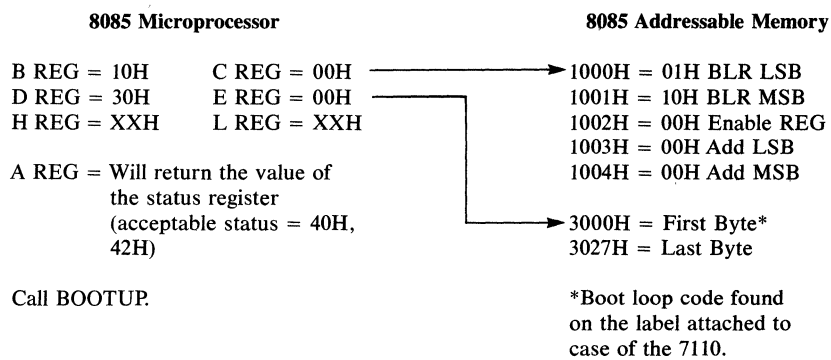 8085 Microprocessor
B REG = 10H C REG = 00H
D REG = 30H E REG = 00H
H REG = XXH L REG = XXH
A REG = Will return the value of
the status register
(acceptable status = 40H,
42H)
Call BOOTUP.
8085 Addressable Memory
1000H = 01H BLR LSB
1001H = 10H BLR MSB
1002H = 00H Enable REG
1003H = 00H Add LSB
1004H = 00H Add MSB
3000H = First Byte*
3027H = Last Byte
*Boot loop code found
on the label attached to
case of the 7110.